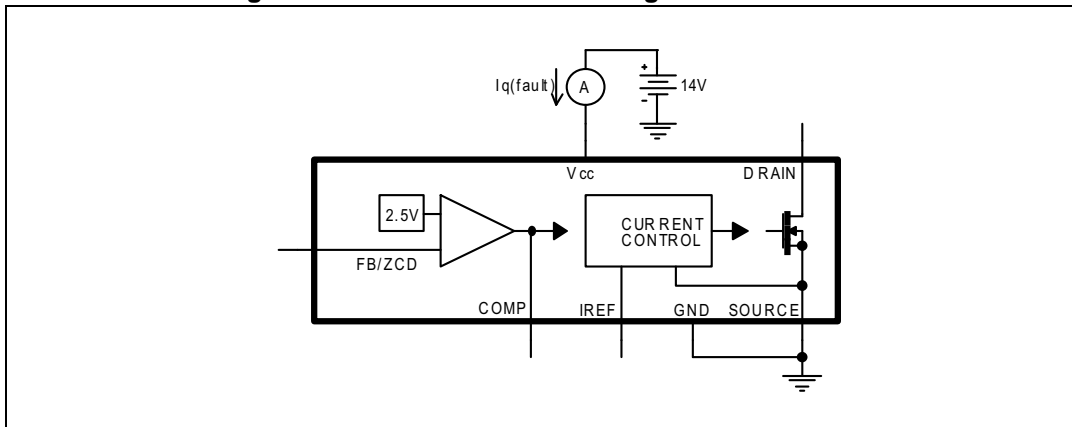 Iq(fault)
A
+
-
14V
Vcc
DRAIN
2.5V
CURRENT
CONTROL
FB/ZCD
COMP
IREF
GND
SOURCE